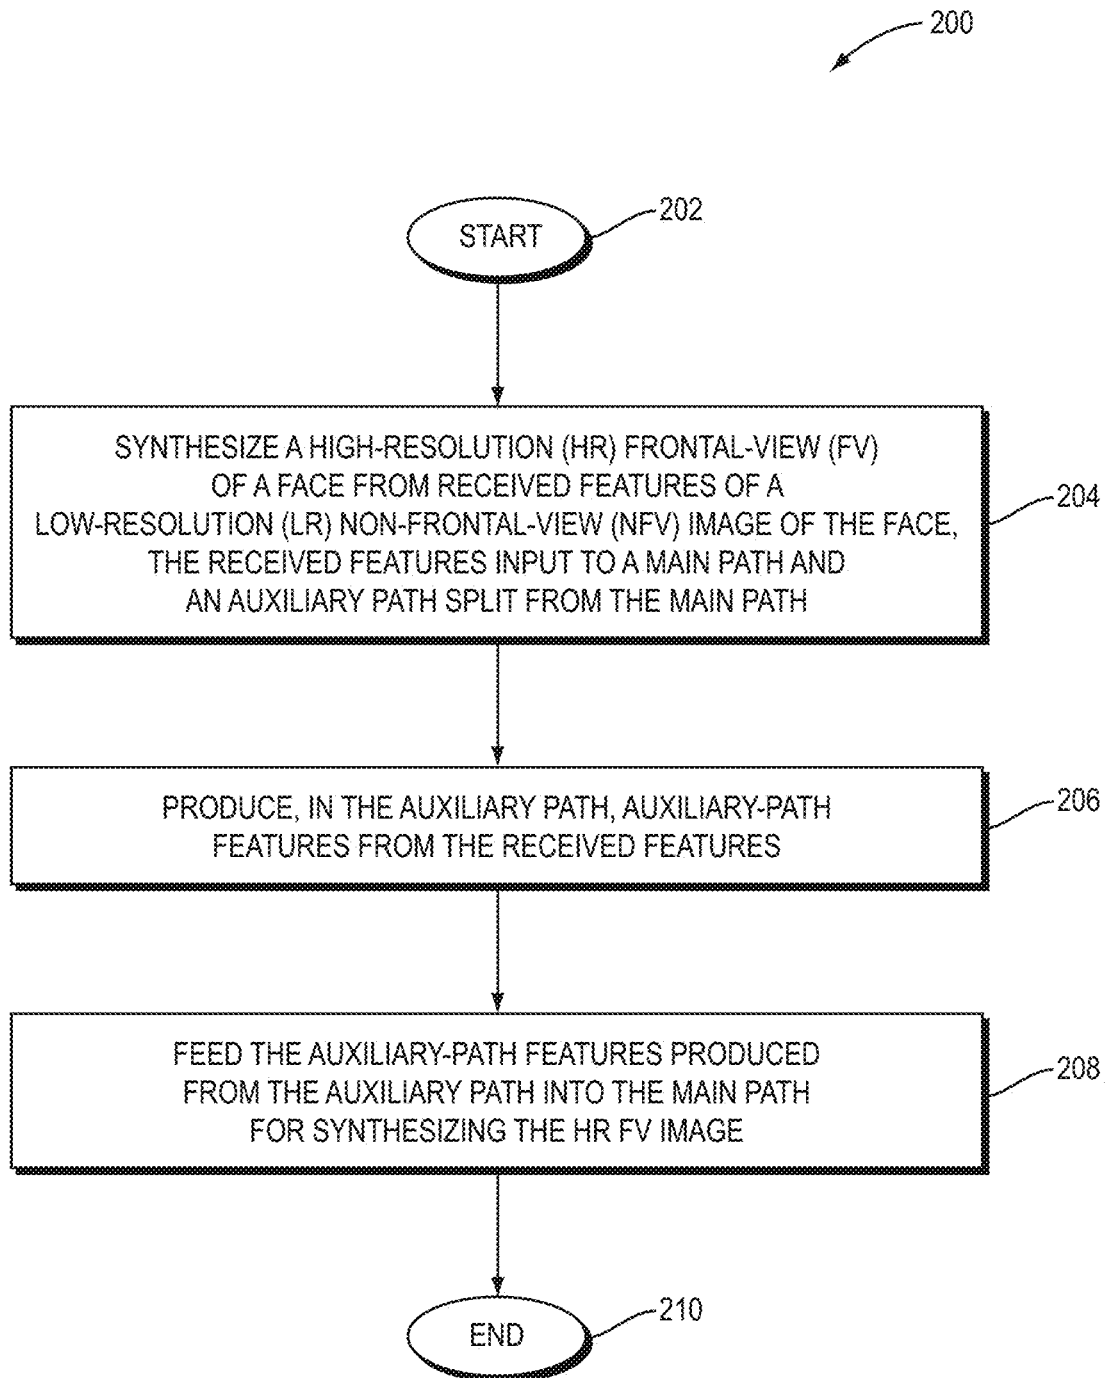 200
START
202
SYNTHESIZE A HIGH-RESOLUTION (HR) FRONTAL-VIEW (FV)
OF A FACE FROM RECEIVED FEATURES OF A
LOW-RESOLUTION (LR) NON-FRONTAL-VIEW (NFV) IMAGE OF THE FACE,
THE RECEIVED FEATURES INPUT TO A MAIN PATH AND
AN AUXILIARY PATH SPLIT FROM THE MAIN PATH
204
PRODUCE, IN THE AUXILIARY PATH, AUXILIARY-PATH
FEATURES FROM THE RECEIVED FEATURES
206
FEED THE AUXILIARY-PATH FEATURES PRODUCED
FROM THE AUXILIARY PATH INTO THE MAIN PATH
FOR SYNTHESIZING THE HR FV IMAGE
208
END
210